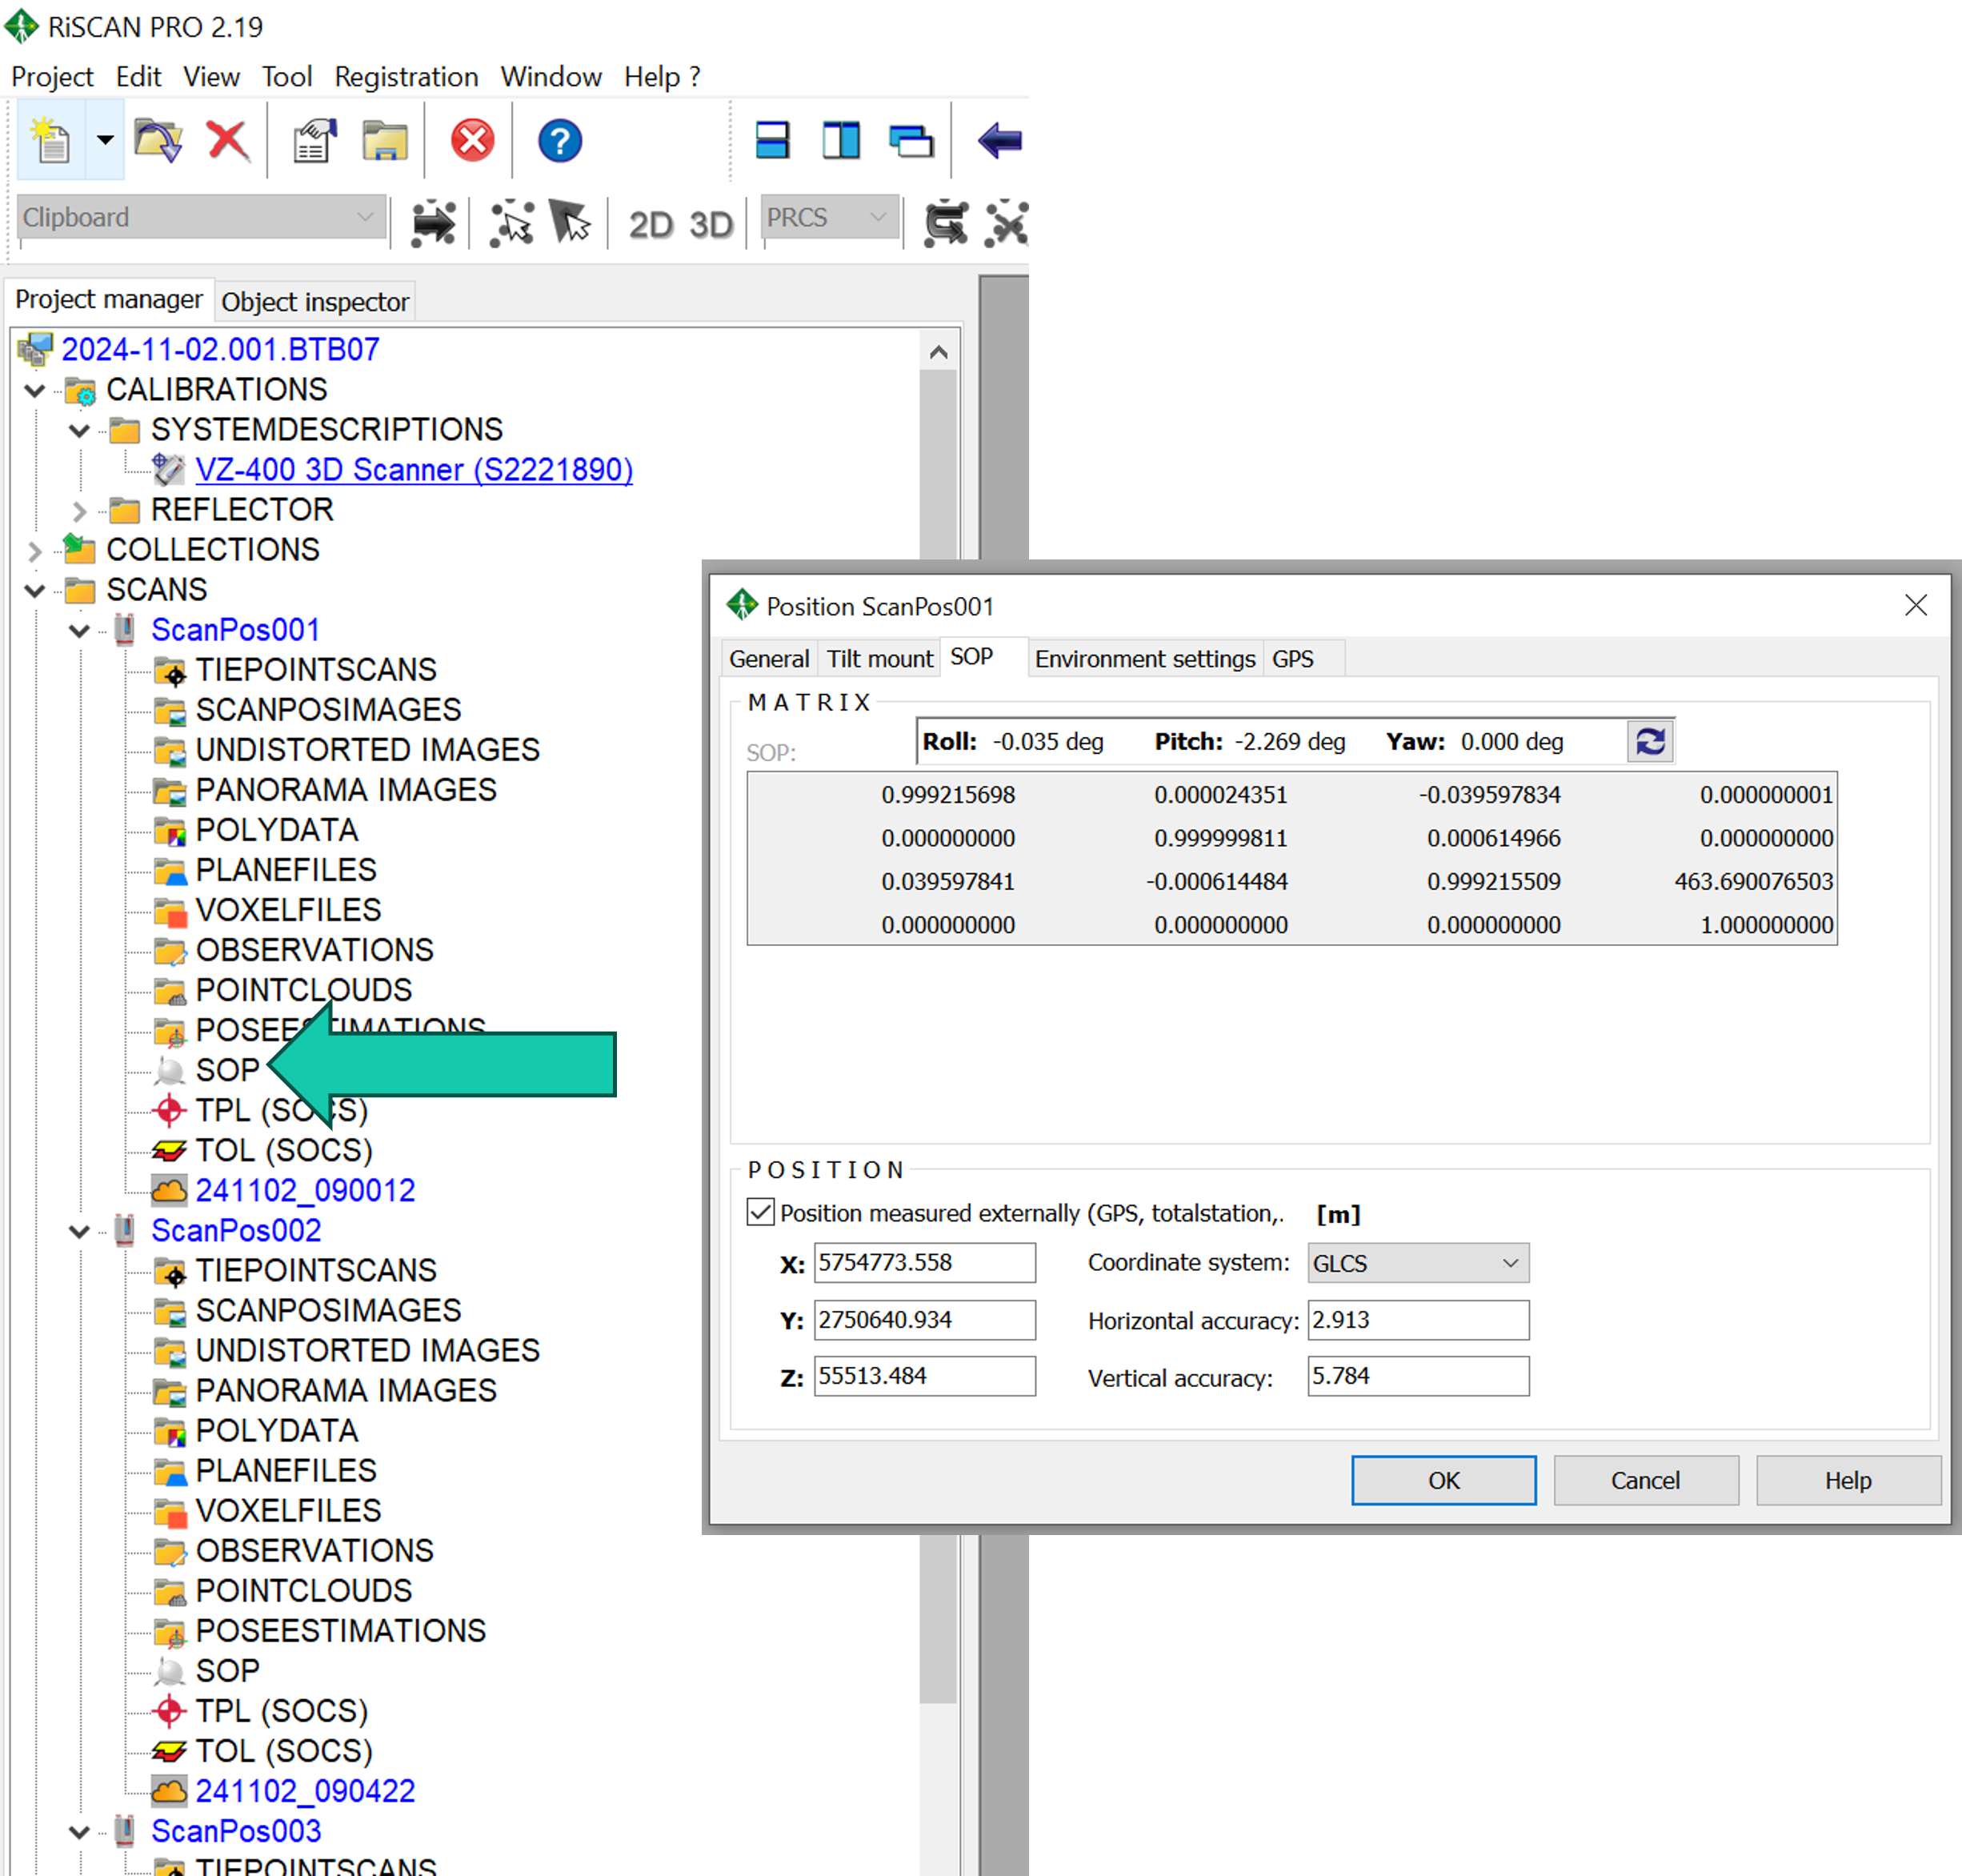 RiSCAN PRO 2.19
Project Edit View Tool Registration Window Help ?
Clipboard 2D 3D PRCS
Project manager Object inspector
2024-11-02.001.BTB07
CALIBRATIONS
SYSTEMDESCRIPTIONS
VZ-400 3D Scanner (S2221890)
REFLECTOR
COLLECTIONS
SCANS
ScanPos001
TIEPOINTSCANS
SCANPOSIMAGES
UNDISTORTED IMAGES
PANORAMA IMAGES
POLYDATA
PLANEFILES
VOXELFILES
OBSERVATIONS
POINTCLOUDS
POSEESTIMATIONS
SOP
TPL (SOCS)
TOL (SOCS)
241102_090012
ScanPos002
TIEPOINTSCANS
SCANPOSIMAGES
UNDISTORTED IMAGES
PANORAMA IMAGES
POLYDATA
PLANEFILES
VOXELFILES
OBSERVATIONS
POINTCLOUDS
POSEESTIMATIONS
SOP
TPL (SOCS)
TOL (SOCS)
241102_090422
ScanPos003
TIEPOINTSCANS
Position ScanPos001
General Tilt mount SOP Environment settings GPS
MATRIX
SOP: Roll: -0.035 deg Pitch: -2.269 deg Yaw: 0.000 deg
0.999215698 0.000024351 -0.039597834 0.000000001
0.000000000 0.999999811 0.000614966 0.000000000
0.039597841 -0.000614484 0.999215509 463.690076503
0.000000000 0.000000000 0.000000000 1.000000000
POSITION
Position measured externally (GPS, totalstation,. [m]
X: 5754773.558 Coordinate system: GLCS
Y: 2750640.934 Horizontal accuracy: 2.913
Z: 55513.484 Vertical accuracy: 5.784
OK Cancel Help